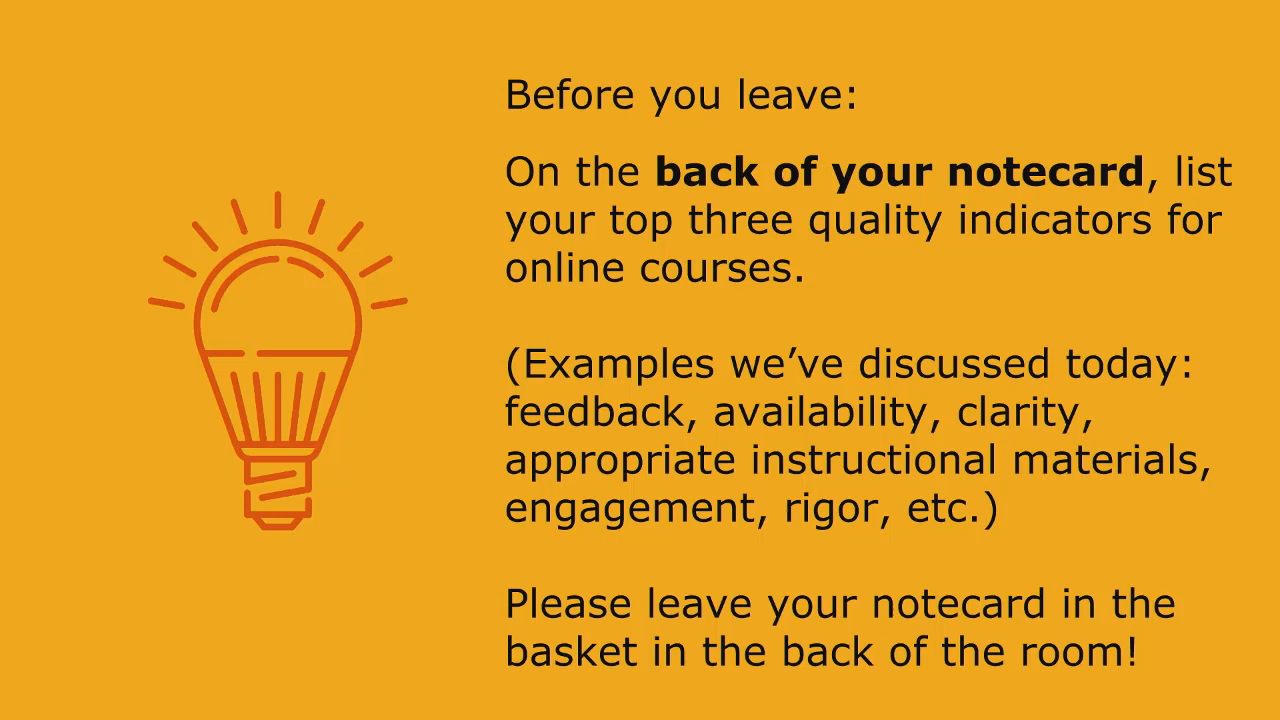 Before you leave:
On the back of your notecard, list
your top three quality indicators for
online courses.
(Examples we’ve discussed today:
feedback, availability, clarity,
appropriate instructional materials,
engagement, rigor, etc.)
Please leave your notecard in the
basket in the back of the room!